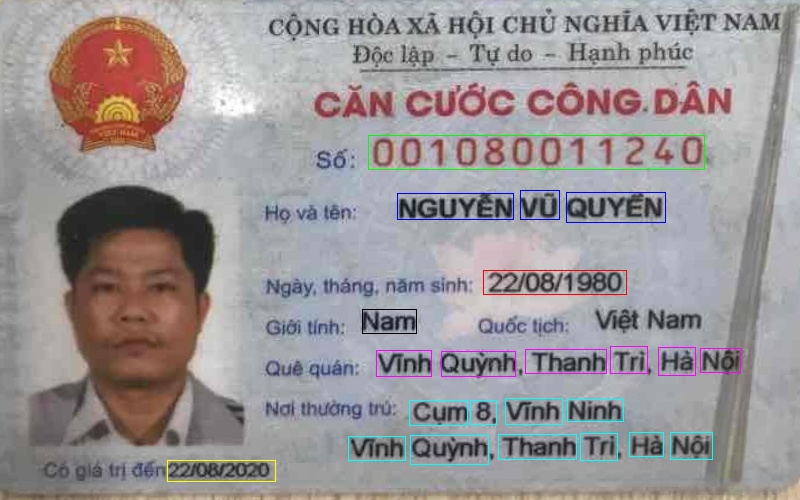 CỘNG HÒA XÃ HỘI CHỦ NGHĨA VIỆT NAM
Độc lập - Tự do - Hạnh phúc
CĂN CƯỚC CÔNG DÂN
Số: 001080011240
Họ và tên: NGUYỄN VŨ QUYỀN
Ngày, tháng, năm sinh: 22/08/1980
Giới tính: Nam Quốc tịch: Việt Nam
Quê quán: Vĩnh Quỳnh, Thanh Trì, Hà Nội
Nơi thường trú: Cụm 8, Vĩnh Ninh
Vĩnh Quỳnh, Thanh Trì, Hà Nội
Có giá trị đến 22/08/2020
VIỆT NAM